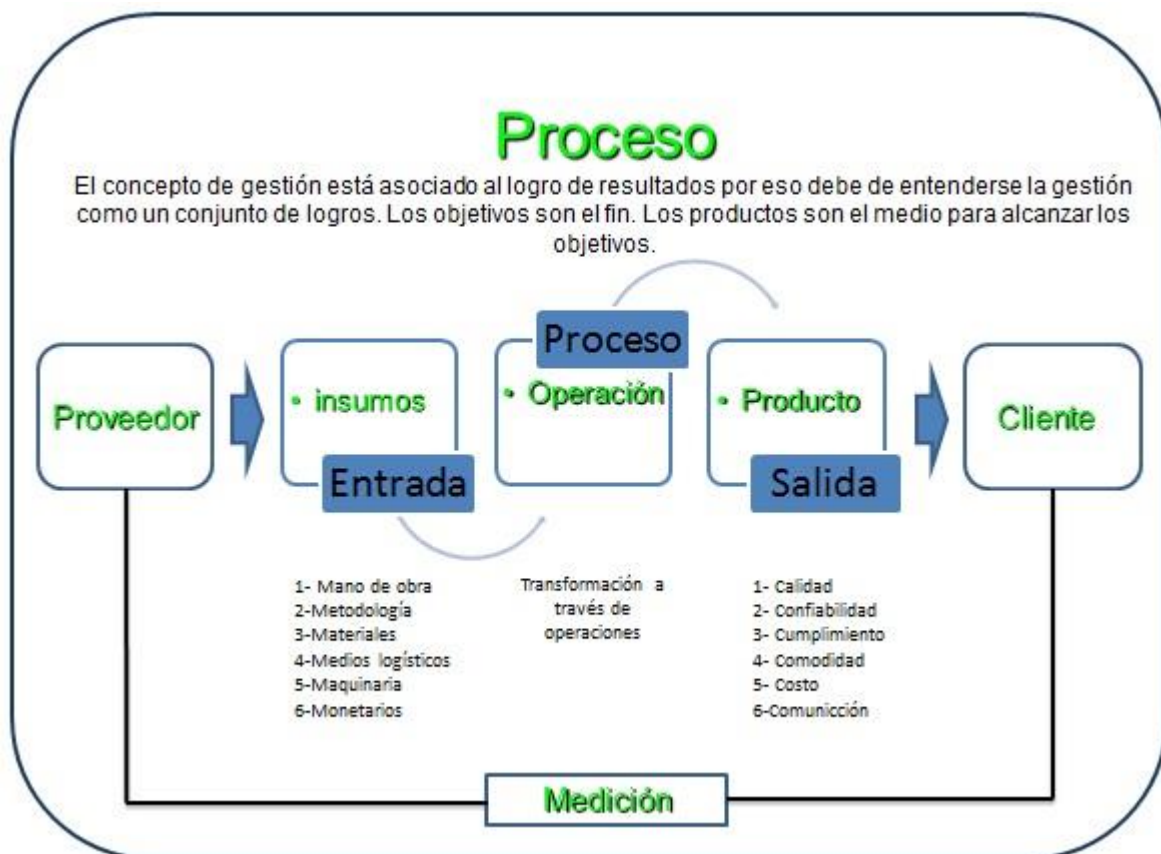 Proceso
El concepto de gestión está asociado al logro de resultados por eso debe de entenderse la gestión
como un conjunto de logros. Los objetivos son el fin. Los productos son el medio para alcanzar los
objetivos.
Proveedor
• insumos
Entrada
Proceso
• Operación
• Producto
Salida
Cliente
1- Mano de obra
2-Metodología
3-Materiales
4-Medios logísticos
5-Maquinaria
6-Monetarios
Transformación a
través de
operaciones
1- Calidad
2- Confiabilidad
3- Cumplimiento
4- Comodidad
5- Costo
6-Comunicción
Medición